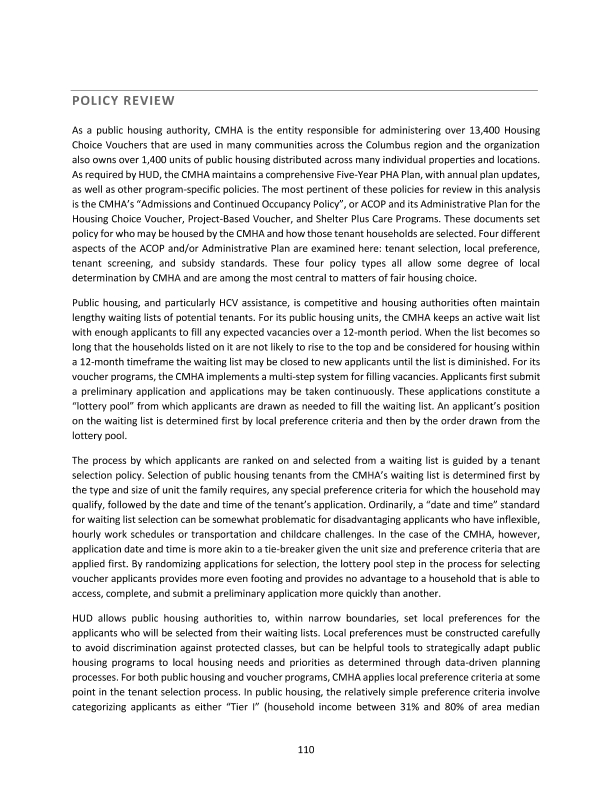 POLICY REVIEW
As a public housing authority, CMHA is the entity responsible for administering over 13,400 Housing
Choice Vouchers that are used in many communities across the Columbus region and the organization
also owns over 1,400 units of public housing distributed across many individual properties and locations.
As required by HUD, the CMHA maintains a comprehensive Five-Year PHA Plan, with annual plan updates,
as well as other program-specific policies. The most pertinent of these policies for review in this analysis
is the CMHA's “Admissions and Continued Occupancy Policy”, or ACOP and its Administrative Plan for the
Housing Choice Voucher, Project-Based Voucher, and Shelter Plus Care Programs. These documents set
policy for who may be housed by the CMHA and how those tenant households are selected. Four different
aspects of the ACOP and/or Administrative Plan are examined here: tenant selection, local preference,
tenant screening, and subsidy standards. These four policy types all allow some degree of local
determination by CMHA and are among the most central to matters of fair housing choice.
Public housing, and particularly HCV assistance, is competitive and housing authorities often maintain
lengthy waiting lists of potential tenants. For its public housing units, the CMHA keeps an active wait list
with enough applicants to fill any expected vacancies over a 12-month period. When the list becomes so
long that the households listed on it are not likely to rise to the top and be considered for housing within
a 12-month timeframe the waiting list may be closed to new applicants until the list is diminished. For its
voucher programs, the CMHA implements a multi-step system for filling vacancies. Applicants first submit
a preliminary application and applications may be taken continuously. These applications constitute a
“lottery pool” from which applicants are drawn as needed to fill the waiting list. An applicant's position
on the waiting list is determined first by local preference criteria and then by the order drawn from the
lottery pool.
The process by which applicants are ranked on and selected from a waiting list is guided by a tenant
selection policy. Selection of public housing tenants from the CMHA's waiting list is determined first by
the type and size of unit the family requires, any special preference criteria for which the household may
qualify, followed by the date and time of the tenant's application. Ordinarily, a “date and time” standard
for waiting list selection can be somewhat problematic for disadvantaging applicants who have inflexible,
hourly work schedules or transportation and childcare challenges. In the case of the CMHA, however,
application date and time is more akin to a tie-breaker given the unit size and preference criteria that are
applied first. By randomizing applications for selection, the lottery pool step in the process for selecting
voucher applicants provides more even footing and provides no advantage to a household that is able to
access, complete, and submit a preliminary application more quickly than another.
HUD allows public housing authorities to, within narrow boundaries, set local preferences for the
applicants who will be selected from their waiting lists. Local preferences must be constructed carefully
to avoid discrimination against protected classes, but can be helpful tools to strategically adapt public
housing programs to local housing needs and priorities as determined through data-driven planning
processes. For both public housing and voucher programs, CMHA applies local preference criteria at some
point in the tenant selection process. In public housing, the relatively simple preference criteria involve
categorizing applicants as either “Tier I” (household income between 31% and 80% of area median
110